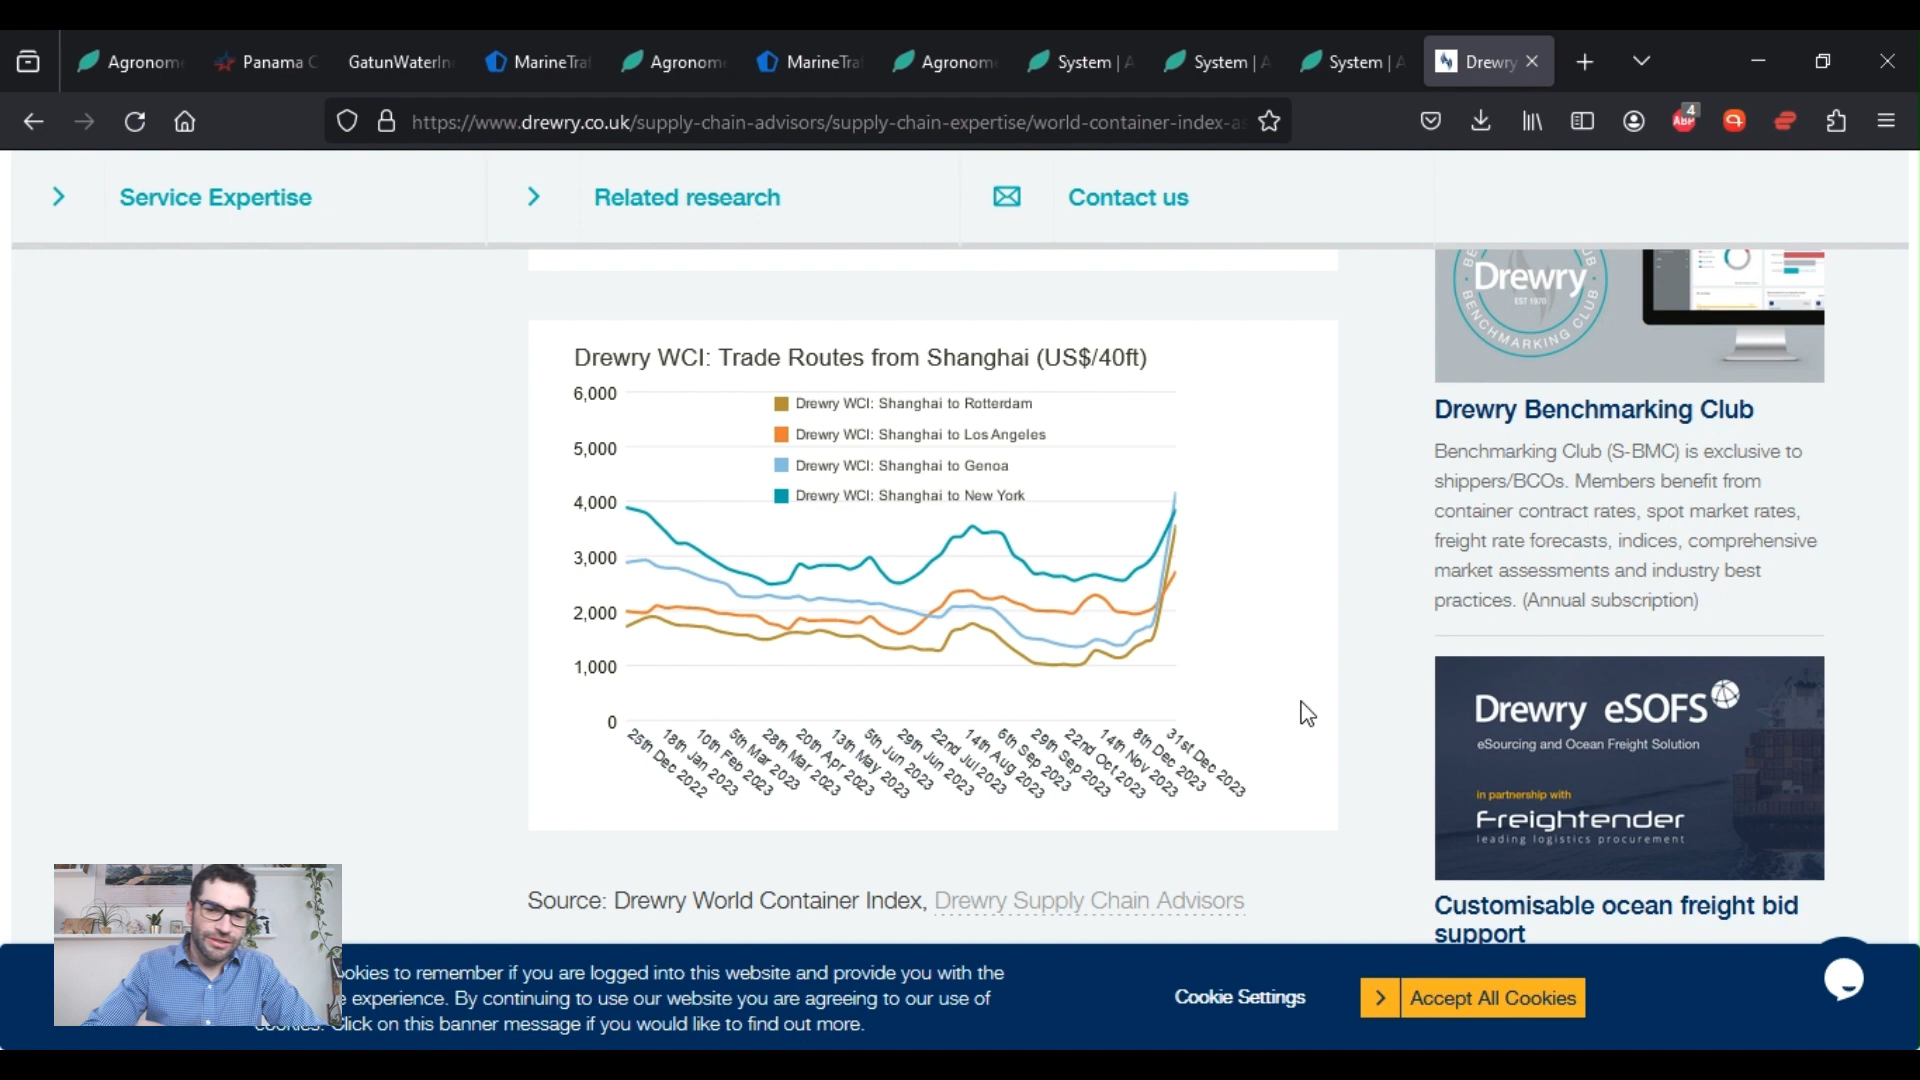 Agronome
Panama C
GatunWaterIn
MarineTra
Agronome
MarineTra
Agronome
System | A
System | A
System | A
Drewry
https://www.drewry.co.uk/supply-chain-advisors/supply-chain-expertise/world-container-index-as
4
ABP
Service Expertise
Related research
Contact us
Drewry
EST 1970
BENCHMARKING CLUB
Drewry WCI: Trade Routes from Shanghai (US$/40ft)
6,000
5,000
4,000
3,000
2,000
1,000
0
Drewry WCI: Shanghai to Rotterdam
Drewry WCI: Shanghai to Los Angeles
Drewry WCI: Shanghai to Genoa
Drewry WCI: Shanghai to New York
25th Dec 2022
18th Jan 2023
10th Feb 2023
5th Mar 2023
28th Mar 2023
20th Apr 2023
13th May 2023
5th Jun 2023
29th Jun 2023
22nd Jul 2023
14th Aug 2023
6th Sep 2023
29th Sep 2023
22nd Oct 2023
14th Nov 2023
8th Dec 2023
31st Dec 2023
Source: Drewry World Container Index, Drewry Supply Chain Advisors
Drewry Benchmarking Club
Benchmarking Club (S-BMC) is exclusive to
shippers/BCOs. Members benefit from
container contract rates, spot market rates,
freight rate forecasts, indices, comprehensive
market assessments and industry best
practices. (Annual subscription)
Drewry eSOFS
eSourcing and Ocean Freight Solution
in partnership with
Freightender
leading logistics procurement
Customisable ocean freight bid
support
okies to remember if you are logged into this website and provide you with the
e experience. By continuing to use our website you are agreeing to our use of
cookies. Click on this banner message if you would like to find out more.
Cookie Settings
Accept All Cookies